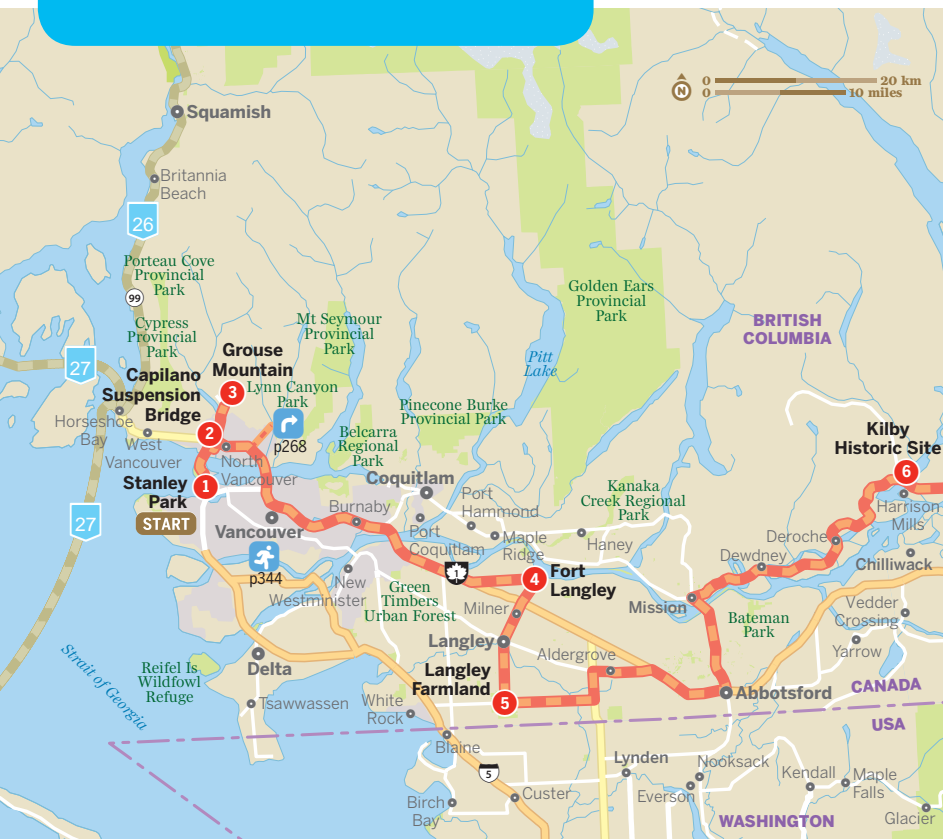 0 20 km
N
0 10 miles
Squamish
Britannia
Beach
26
Porteau Cove
Provincial
Park
99
Golden Ears
Provincial
Park
Cypress
Provincial
Park
Mt Seymour
Provincial
Park
BRITISH
COLUMBIA
27
Grouse
Mountain
3
Pitt
Lake
Capilano
Suspension
Bridge
2
Lynn Canyon
Park
p268
Pinecone Burke
Provincial Park
Horseshoe
Bay
West
Vancouver
North
Vancouver
Belcarra
Regional
Park
Kilby
Historic Site
6
Stanley
Park
1
START
Coquitlam
Port
Hammond
Kanaka
Creek Regional
Park
Harrison
Mills
27
Vancouver
Burnaby
Port
Coquitlam
Maple
Ridge
Haney
Deroche
Dewdney
Chilliwack
p344
New
Westminister
1
4
Fort
Langley
Green
Timbers
Urban Forest
Milner
Mission
Bateman
Park
Vedder
Crossing
Yarrow
Langley
Aldergrove
Strait of Georgia
Reifel Is
Wildfowl
Refuge
Delta
Langley
Farmland
5
Abbotsford
CANADA
Tsawwassen
White
Rock
USA
Blaine
5
Lynden
Nooksack
Kendall
Maple
Falls
Birch
Bay
Custer
Everson
WASHINGTON
Glacier